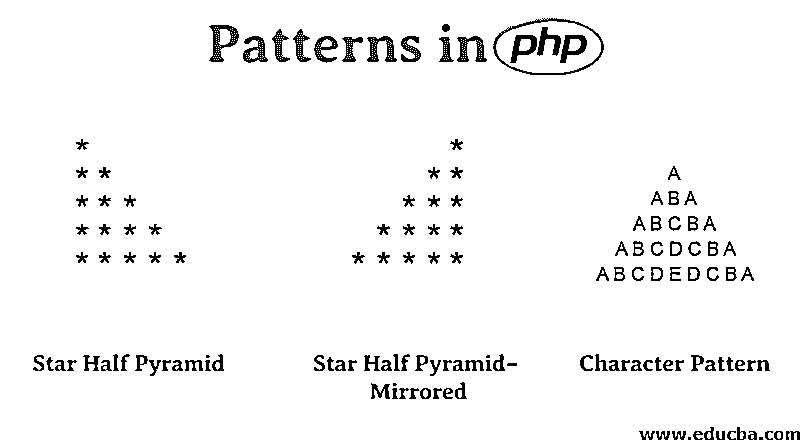 Patterns in php
*
* *
* * *
* * * *
* * * * *
Star Half Pyramid
*
* *
* * *
* * * *
* * * * *
Star Half Pyramid–
Mirrored
A
A B A
A B C B A
A B C D C B A
A B C D E D C B A
Character Pattern
www.educba.com